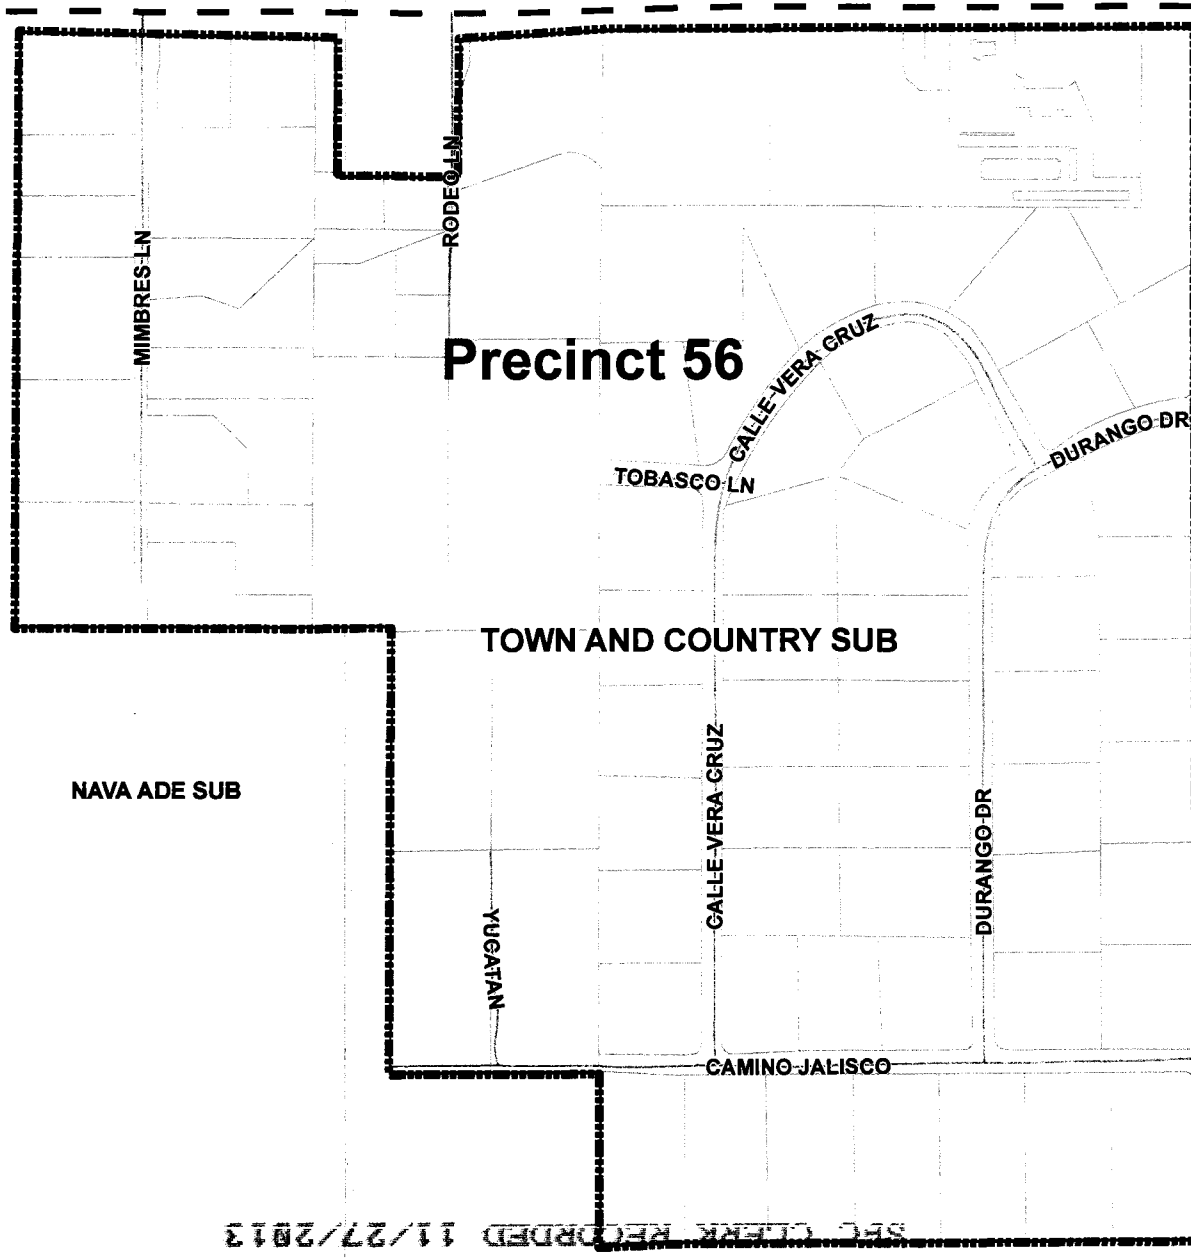 RODEO LN
MIMBRES LN
Precinct 56
CALLE VERA CRUZ
DURANGO DR
TOBASCO LN
TOWN AND COUNTRY SUB
NAVA ADE SUB
CALLE VERA CRUZ
DURANGO DR
YUCATAN
CAMINO JALISCO
SFC CLERK RECORDED 11/27/2013